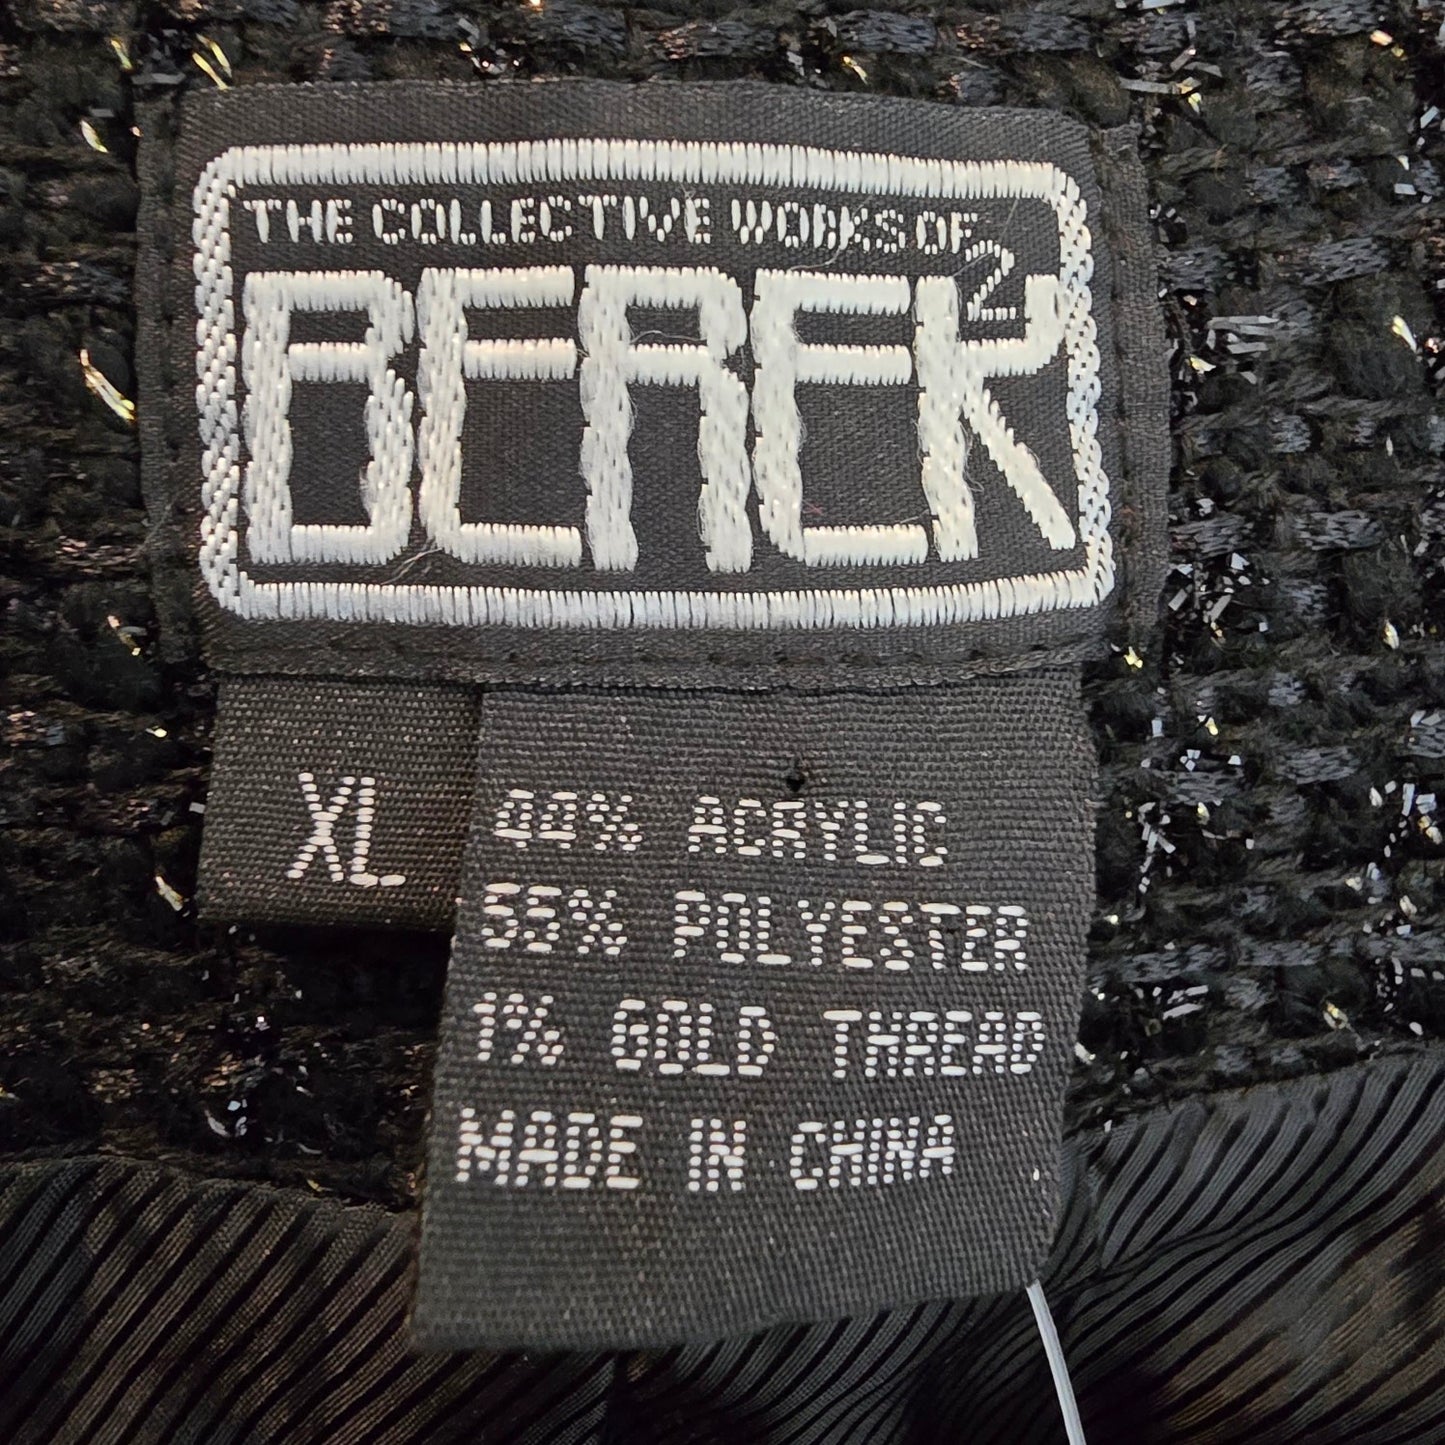 THE COLLECTIVE WORKS OF
BEREK 2
XL
44% ACRYLIC
55% POLYESTER
1% GOLD THREAD
MADE IN CHINA